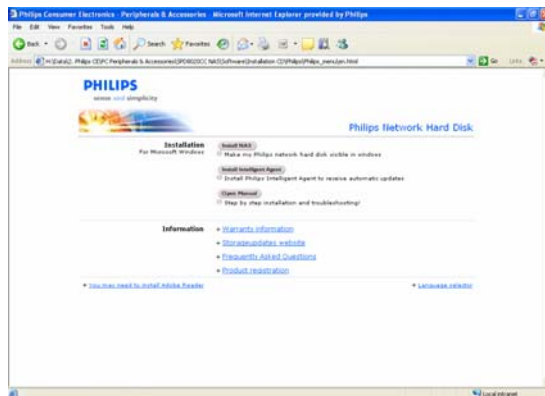 Philips Consumer Electronics - Peripherals & Accessories - Microsoft Internet Explorer provided by Philips
File Edit View Favorites Tools Help
Back Search Favorites
Address Go Links
PHILIPS
sense and simplicity
Philips Network Hard Disk
Installation
For Microsoft Windows
Install NAS
Make my Philips network hard disk visible in windows
Install Intelligent Agent
Install Philips Intelligent Agent to receive automatic updates
Open Manual
Step by step installation and troubleshooting!
Information
Warranty information
Storageupdates website
Frequently Asked Questions
Product registration
You may need to install Adobe Reader
Language selector
Local intranet